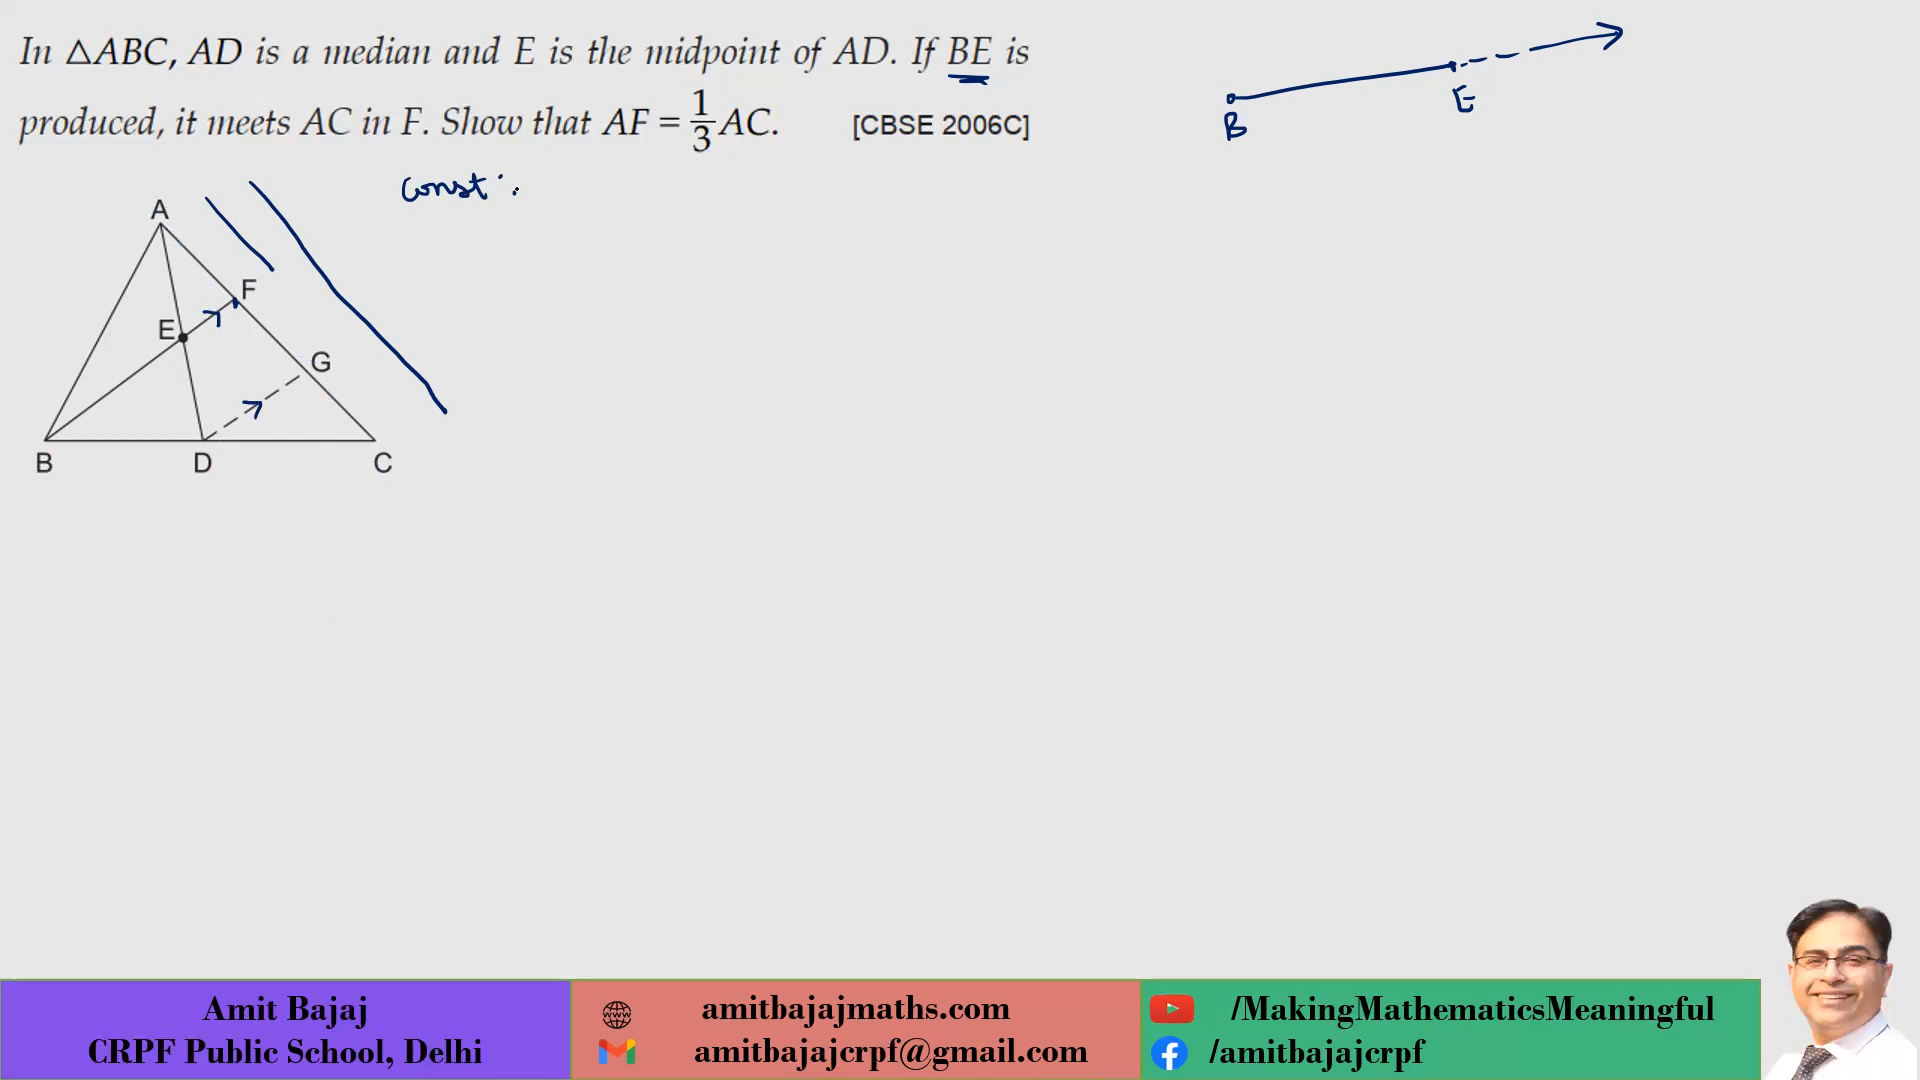 In △ABC, AD is a median and E is the midpoint of AD. If BE is
produced, it meets AC in F. Show that AF = 1/3 AC. [CBSE 2006C]
B
E
const :
A
F
E
G
B D C
Amit Bajaj
CRPF Public School, Delhi
www
amitbajajmaths.com
amitbajajcrpf@gmail.com
/MakingMathematicsMeaningful
/amitbajajcrpf